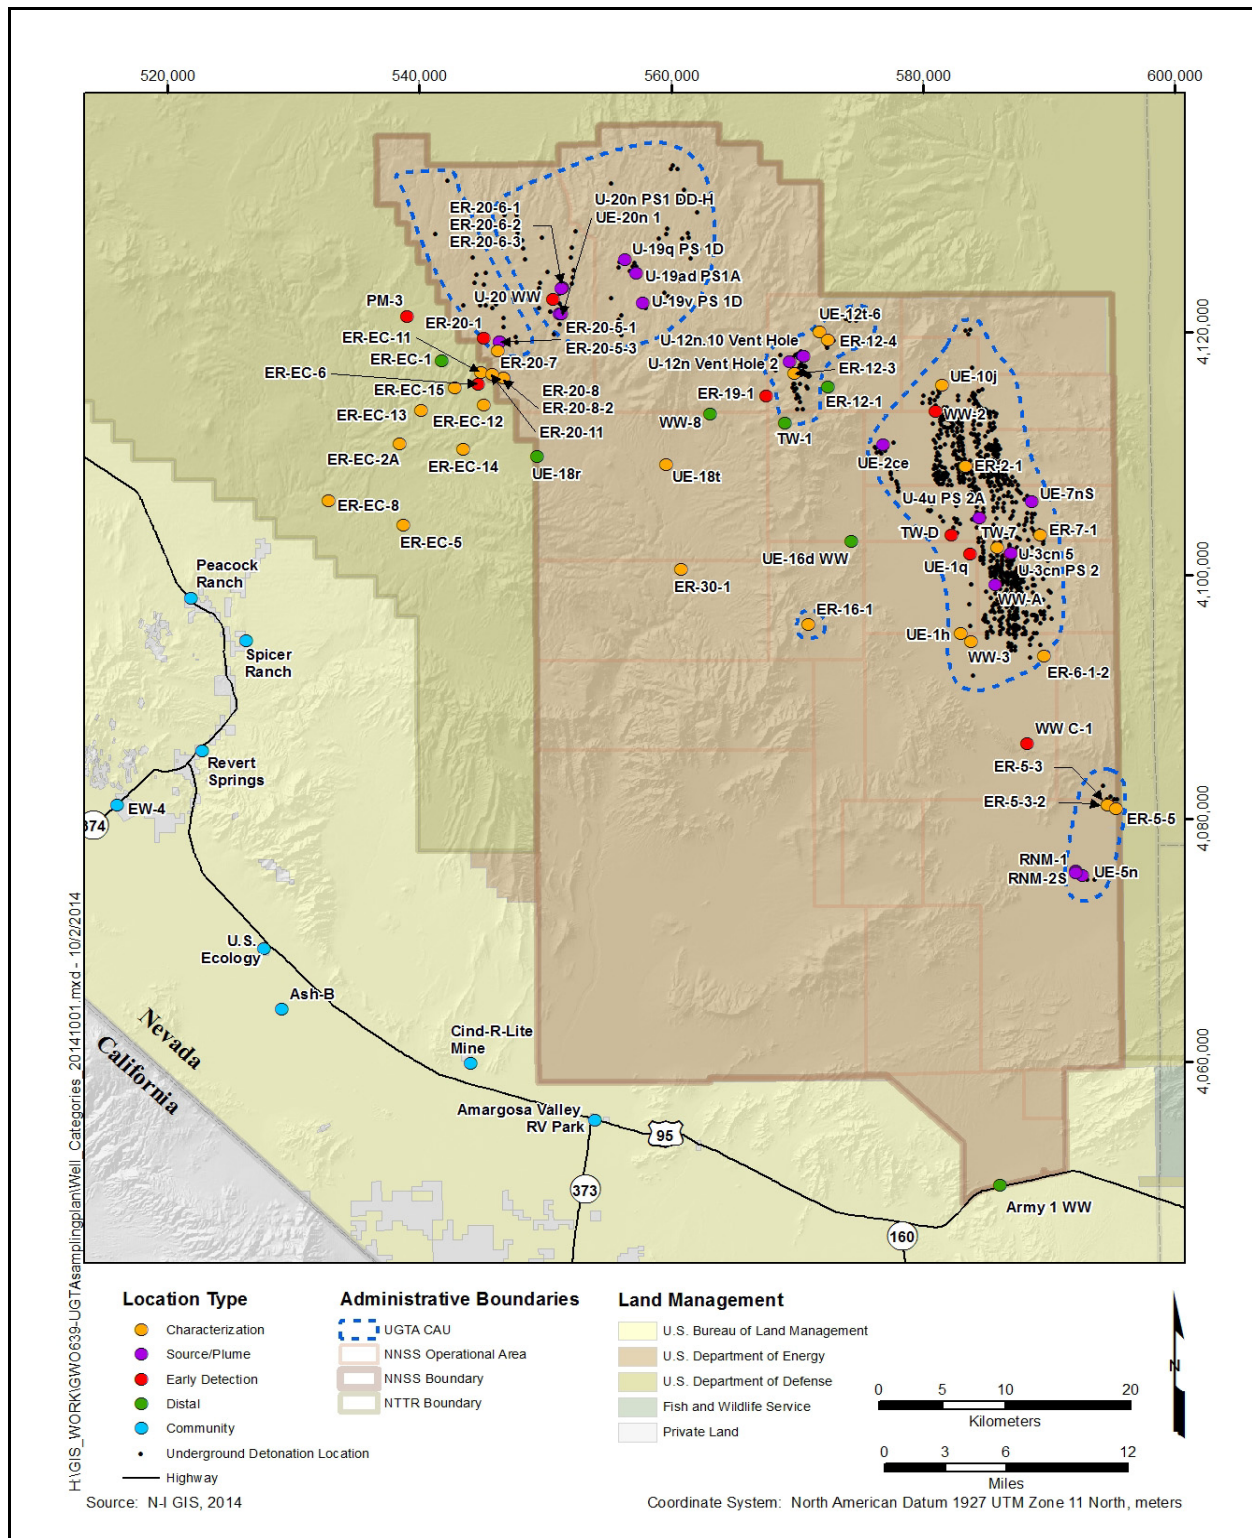 520,000
540,000
560,000
580,000
600,000
4,120,000
4,100,000
4,080,000
4,060,000
ER-20-6-1
ER-20-6-2
ER-20-6-3
U-20n PS1 DD-H
UE-20n 1
U-19q PS 1D
U-19ad PS1A
U-19v PS 1D
U-20 WW
PM-3
ER-20-1
ER-EC-11
ER-EC-1
ER-EC-6
ER-EC-15
ER-EC-13
ER-EC-12
ER-EC-2A
ER-EC-14
ER-EC-8
ER-EC-5
ER-20-5-1
ER-20-5-3
ER-20-7
ER-20-8
ER-20-8-2
ER-20-11
UE-18r
UE-12t-6
U-12n.10 Vent Hole
ER-12-4
U-12n Vent Hole 2
ER-12-3
ER-19-1
ER-12-1
WW-8
TW-1
UE-18t
UE-10j
WW-2
UE-2ce
ER-2-1
U-4u PS 2A
UE-7nS
TW-D
TW-7
ER-7-1
UE-16d WW
UE-1q
U-3cn 5
U-3cn PS 2
WW-A
ER-30-1
ER-16-1
UE-1h
WW-3
ER-6-1-2
WW C-1
ER-5-3
ER-5-3-2
ER-5-5
RNM-1
RNM-2S
UE-5n
Peacock
Ranch
Spicer
Ranch
Revert
Springs
EW-4
374
U.S.
Ecology
Ash-B
Cind-R-Lite
Mine
Amargosa Valley
RV Park
95
373
160
Army 1 WW
Nevada
California
H:\GIS_WORK\GWO639-UGTAsamplingplan\Well_Categories_20141001.mxd - 10/2/2014
Location Type
Characterization
Source/Plume
Early Detection
Distal
Community
Underground Detonation Location
Highway
Administrative Boundaries
UGTA CAU
NNSS Operational Area
NNSS Boundary
NTTR Boundary
Land Management
U.S. Bureau of Land Management
U.S. Department of Energy
U.S. Department of Defense
Fish and Wildlife Service
Private Land
0 5 10 20
Kilometers
0 3 6 12
Miles
N
Source: N-I GIS, 2014
Coordinate System: North American Datum 1927 UTM Zone 11 North, meters